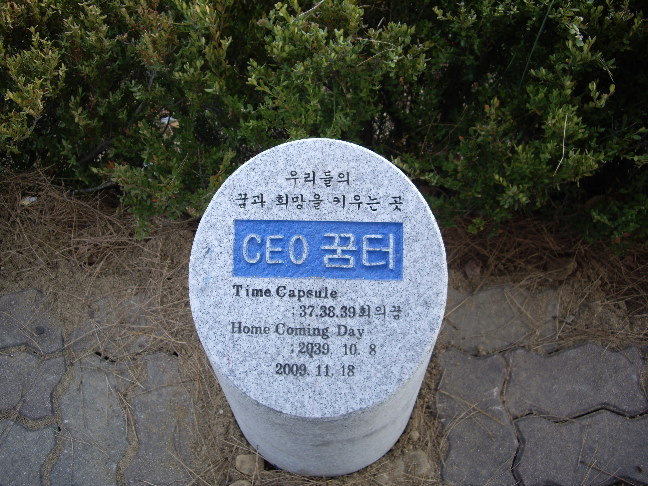 우리들의
꿈과 희망을 키우는 곳
CEO 꿈터
Time Capsule
:37.38.39회의꿈
Home Coming Day
:2039. 10. 8
2009. 11. 18